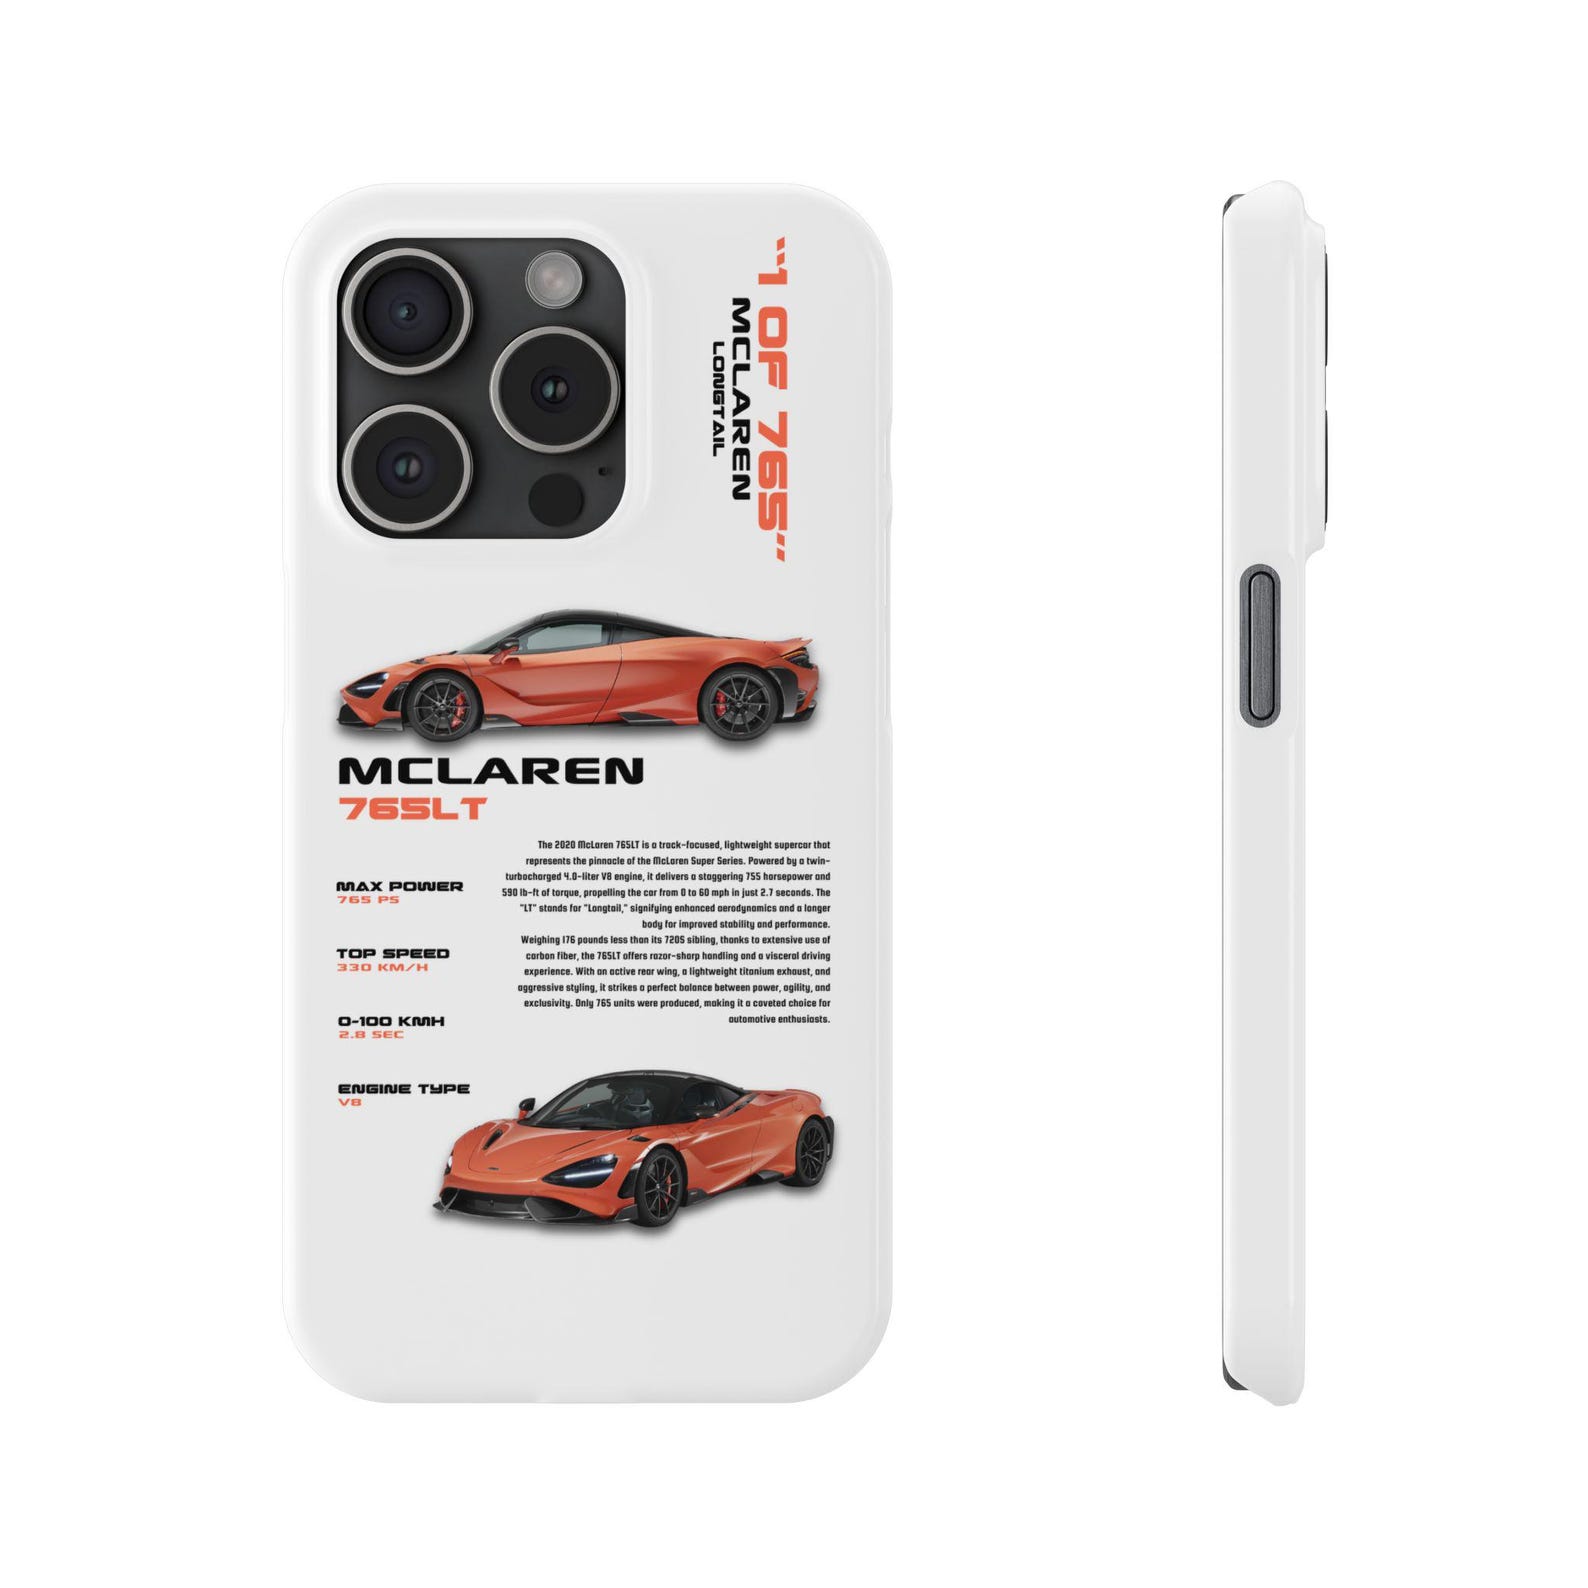 "1 OF 765"
MCLAREN
LONGTAIL
MCLAREN
765LT
The 2020 McLaren 765LT is a track-focused, lightweight supercar that
represents the pinnacle of the McLaren Super Series. Powered by a twin-
turbocharged 4.0-liter V8 engine, it delivers a staggering 755 horsepower and
590 lb-ft of torque, propelling the car from 0 to 60 mph in just 2.7 seconds. The
"LT" stands for "Longtail," signifying enhanced aerodynamics and a longer
body for improved stability and performance.
Weighing 176 pounds less than its 720S sibling, thanks to extensive use of
carbon fiber, the 765LT offers razor-sharp handling and a visceral driving
experience. With an active rear wing, a lightweight titanium exhaust, and
aggressive styling, it strikes a perfect balance between power, agility, and
exclusivity. Only 765 units were produced, making it a coveted choice for
automotive enthusiasts.
MAX POWER
765 PS
TOP SPEED
330 KM/H
0-100 KMH
2.8 SEC
ENGINE TYPE
V8